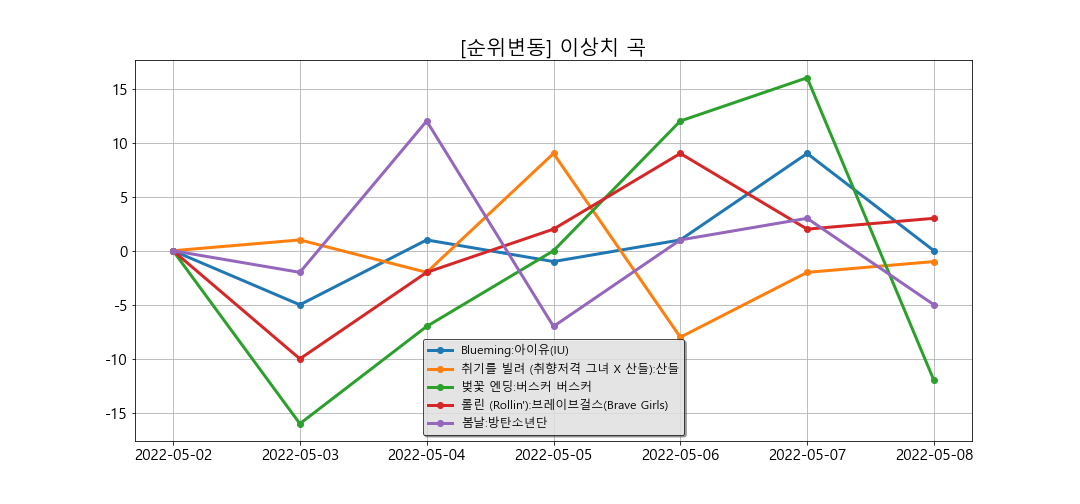 [순위변동] 이상치 곡
15
10
5
0
-5
-10
-15
Blueming:아이유(IU)
취기를 빌려 (취향저격 그녀 X 산들):산들
벚꽃 엔딩:버스커 버스커
롤린 (Rollin'):브레이브걸스(Brave Girls)
봄날:방탄소년단
2022-05-02 2022-05-03 2022-05-04 2022-05-05 2022-05-06 2022-05-07 2022-05-08